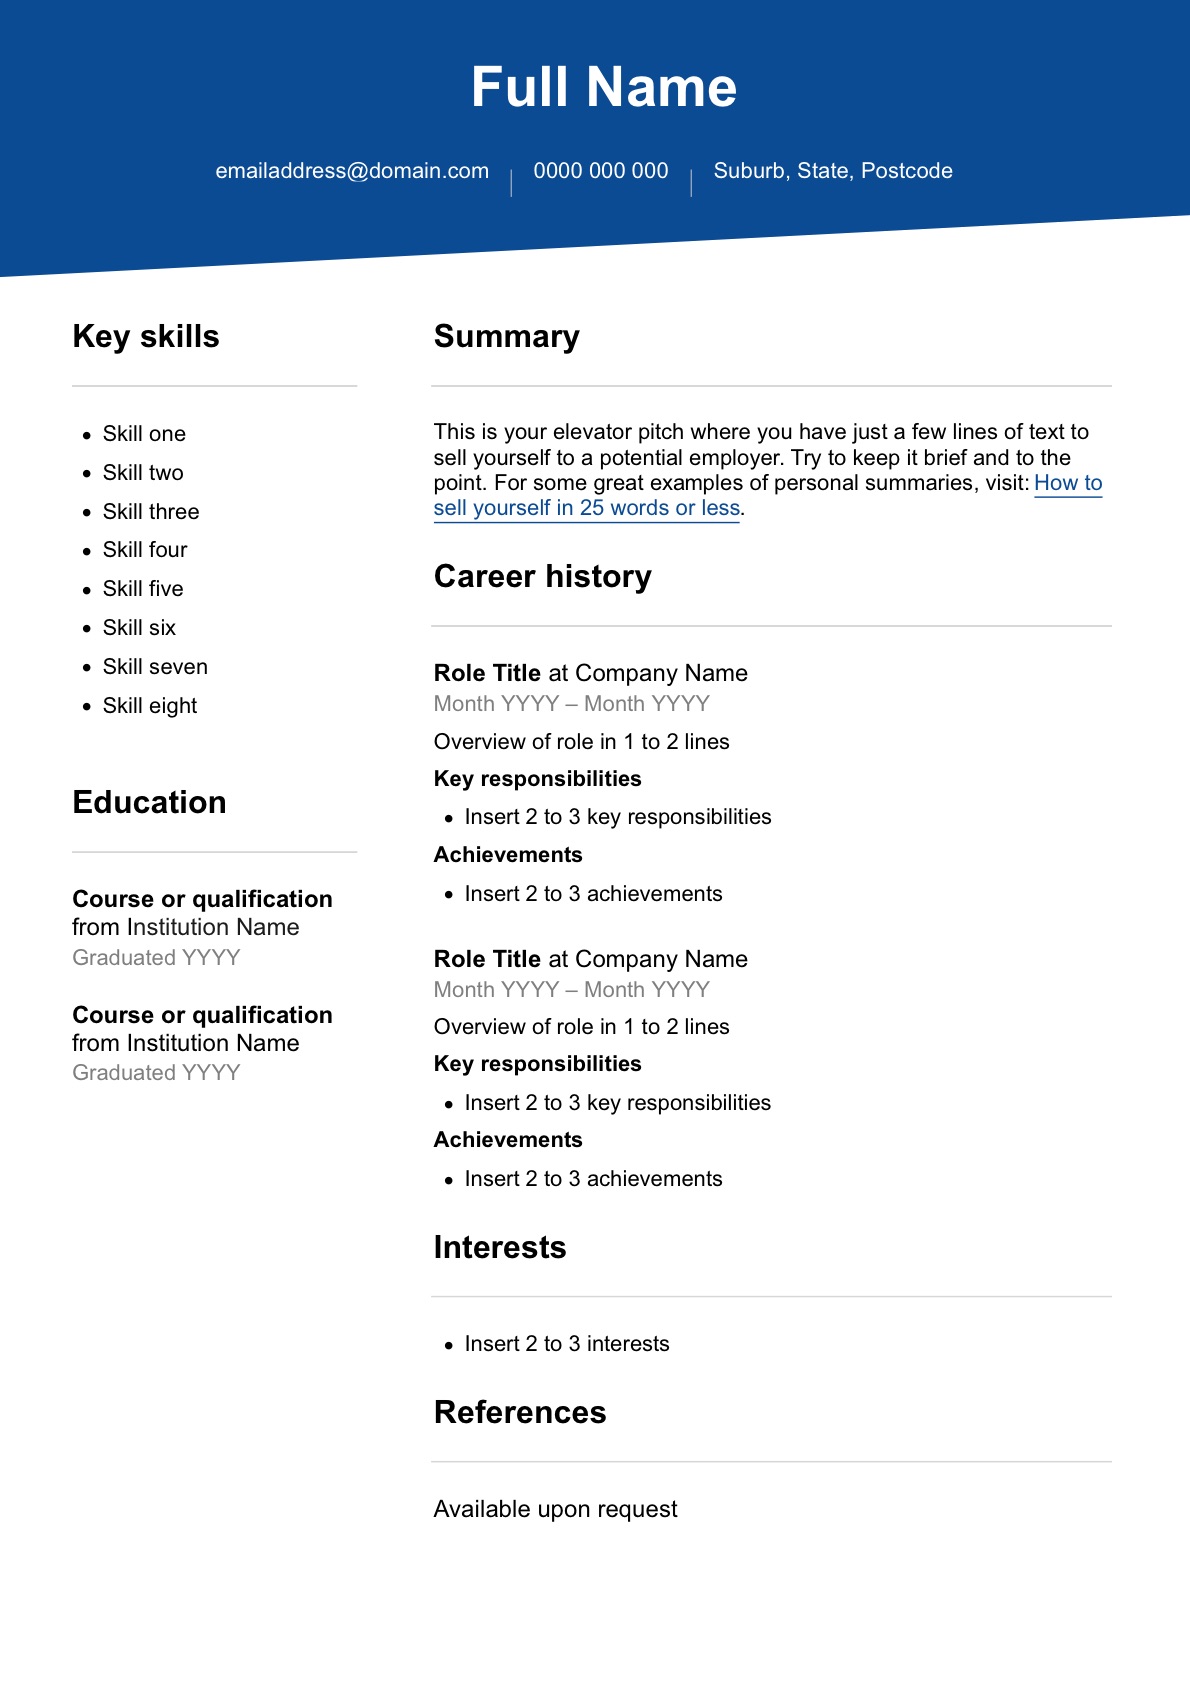 Full Name
emailaddress@domain.com 0000 000 000 Suburb, State, Postcode
Key skills
• Skill one
• Skill two
• Skill three
• Skill four
• Skill five
• Skill six
• Skill seven
• Skill eight
Education
Course or qualification
from Institution Name
Graduated YYYY
Course or qualification
from Institution Name
Graduated YYYY
Summary
This is your elevator pitch where you have just a few lines of text to
sell yourself to a potential employer. Try to keep it brief and to the
point. For some great examples of personal summaries, visit: How to
sell yourself in 25 words or less.
Career history
Role Title at Company Name
Month YYYY – Month YYYY
Overview of role in 1 to 2 lines
Key responsibilities
• Insert 2 to 3 key responsibilities
Achievements
• Insert 2 to 3 achievements
Role Title at Company Name
Month YYYY – Month YYYY
Overview of role in 1 to 2 lines
Key responsibilities
• Insert 2 to 3 key responsibilities
Achievements
• Insert 2 to 3 achievements
Interests
• Insert 2 to 3 interests
References
Available upon request